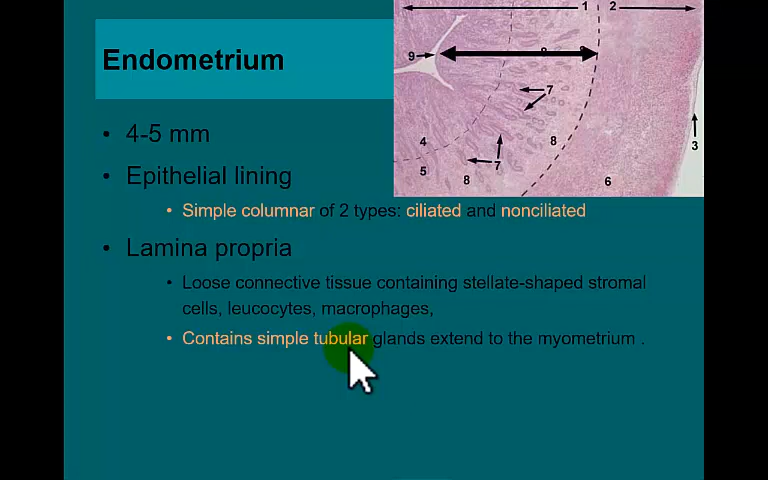 Endometrium
• 4-5 mm
• Epithelial lining
• Simple columnar of 2 types: ciliated and nonciliated
• Lamina propria
• Loose connective tissue containing stellate-shaped stromal
cells, leucocytes, macrophages,
• Contains simple tubular glands extend to the myometrium .
1 2
9
7
3
4
8
7
5
8
6